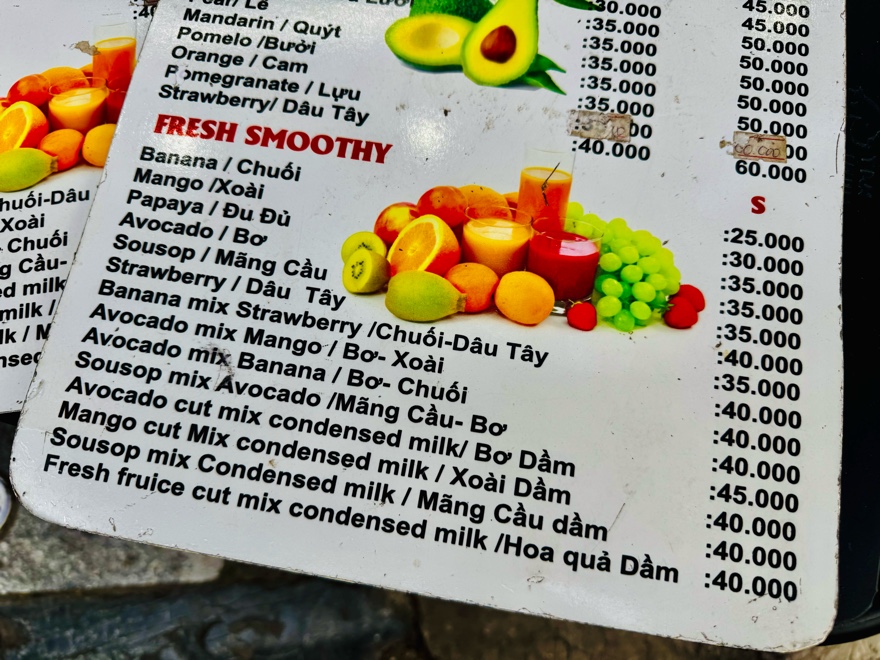 Pear/ Lê
Mandarin / Quýt
Pomelo /Bưởi
Orange / Cam
Pomegranate / Lựu
Strawberry/ Dâu Tây
:30.000
:35.000
:35.000
:35.000
:35.000
:40.000
45.000
45.000
50.000
50.000
50.000
50.000
50.000
60.000
FRESH SMOOTHY
S
Banana / Chuối :25.000
Mango /Xoài :30.000
Papaya / Đu Đủ :35.000
Avocado / Bơ :35.000
Sousop / Mãng Cầu :35.000
Strawberry / Dâu Tây :40.000
Banana mix Strawberry /Chuối-Dâu Tây :35.000
Avocado mix Mango / Bơ- Xoài :40.000
Avocado mix Banana / Bơ- Chuối :40.000
Sousop mix Avocado /Mãng Cầu- Bơ :40.000
Avocado cut mix condensed milk/ Bơ Dầm :45.000
Mango cut Mix condensed milk / Xoài Dầm :40.000
Sousop mix Condensed milk / Mãng Cầu dầm :40.000
Fresh fruice cut mix condensed milk /Hoa quả Dầm :40.000
huối-Dâu
Xoài
Chuối
g Cầu-
ed milk
milk /
lk / M